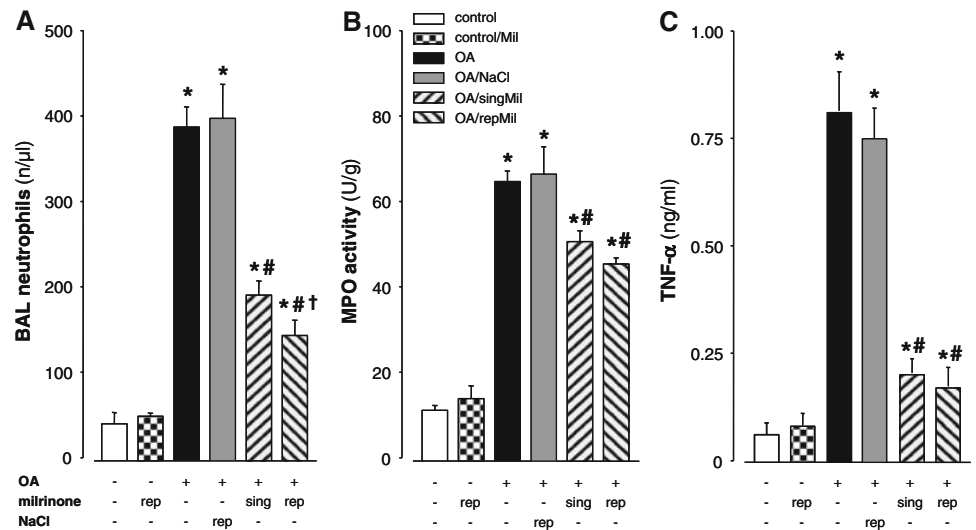 A
BAL neutrophils (n/µl)
500
400
300
200
100
0
* * *# *#†
B
MPO activity (U/g)
100
80
60
40
20
0
control
control/Mil
OA
OA/NaCl
OA/singMil
OA/repMil
* * *# *#
C
TNF-α (ng/ml)
1.00
0.75
0.50
0.25
0
* * *# *#
OA - - + + + + - - + + + + - - + + + +
milrinone - rep - - sing rep - rep - - sing rep - rep - - sing rep
NaCl - - - rep - - - - - rep - - - - - rep - -